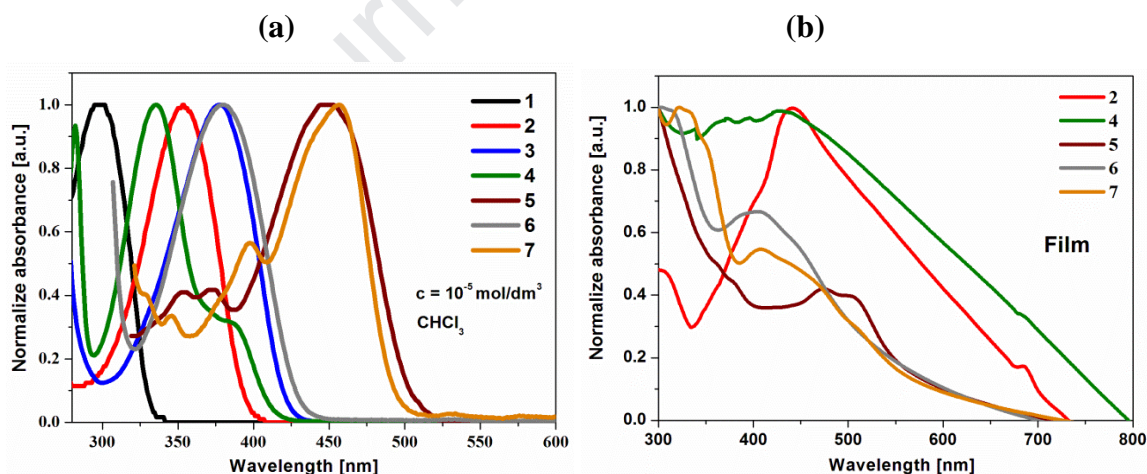 (a)
(b)
Normalize absorbance [a.u.]
1.0
0.8
0.6
0.4
0.2
0.0
300 350 400 450 500 550 600
Wavelength [nm]
1
2
3
4
5
6
7
c = 10⁻⁵ mol/dm³
CHCl₃
Normalize absorbance [a.u.]
1.0
0.8
0.6
0.4
0.2
0.0
300 400 500 600 700 800
Wavelength [nm]
2
4
5
6
7
Film